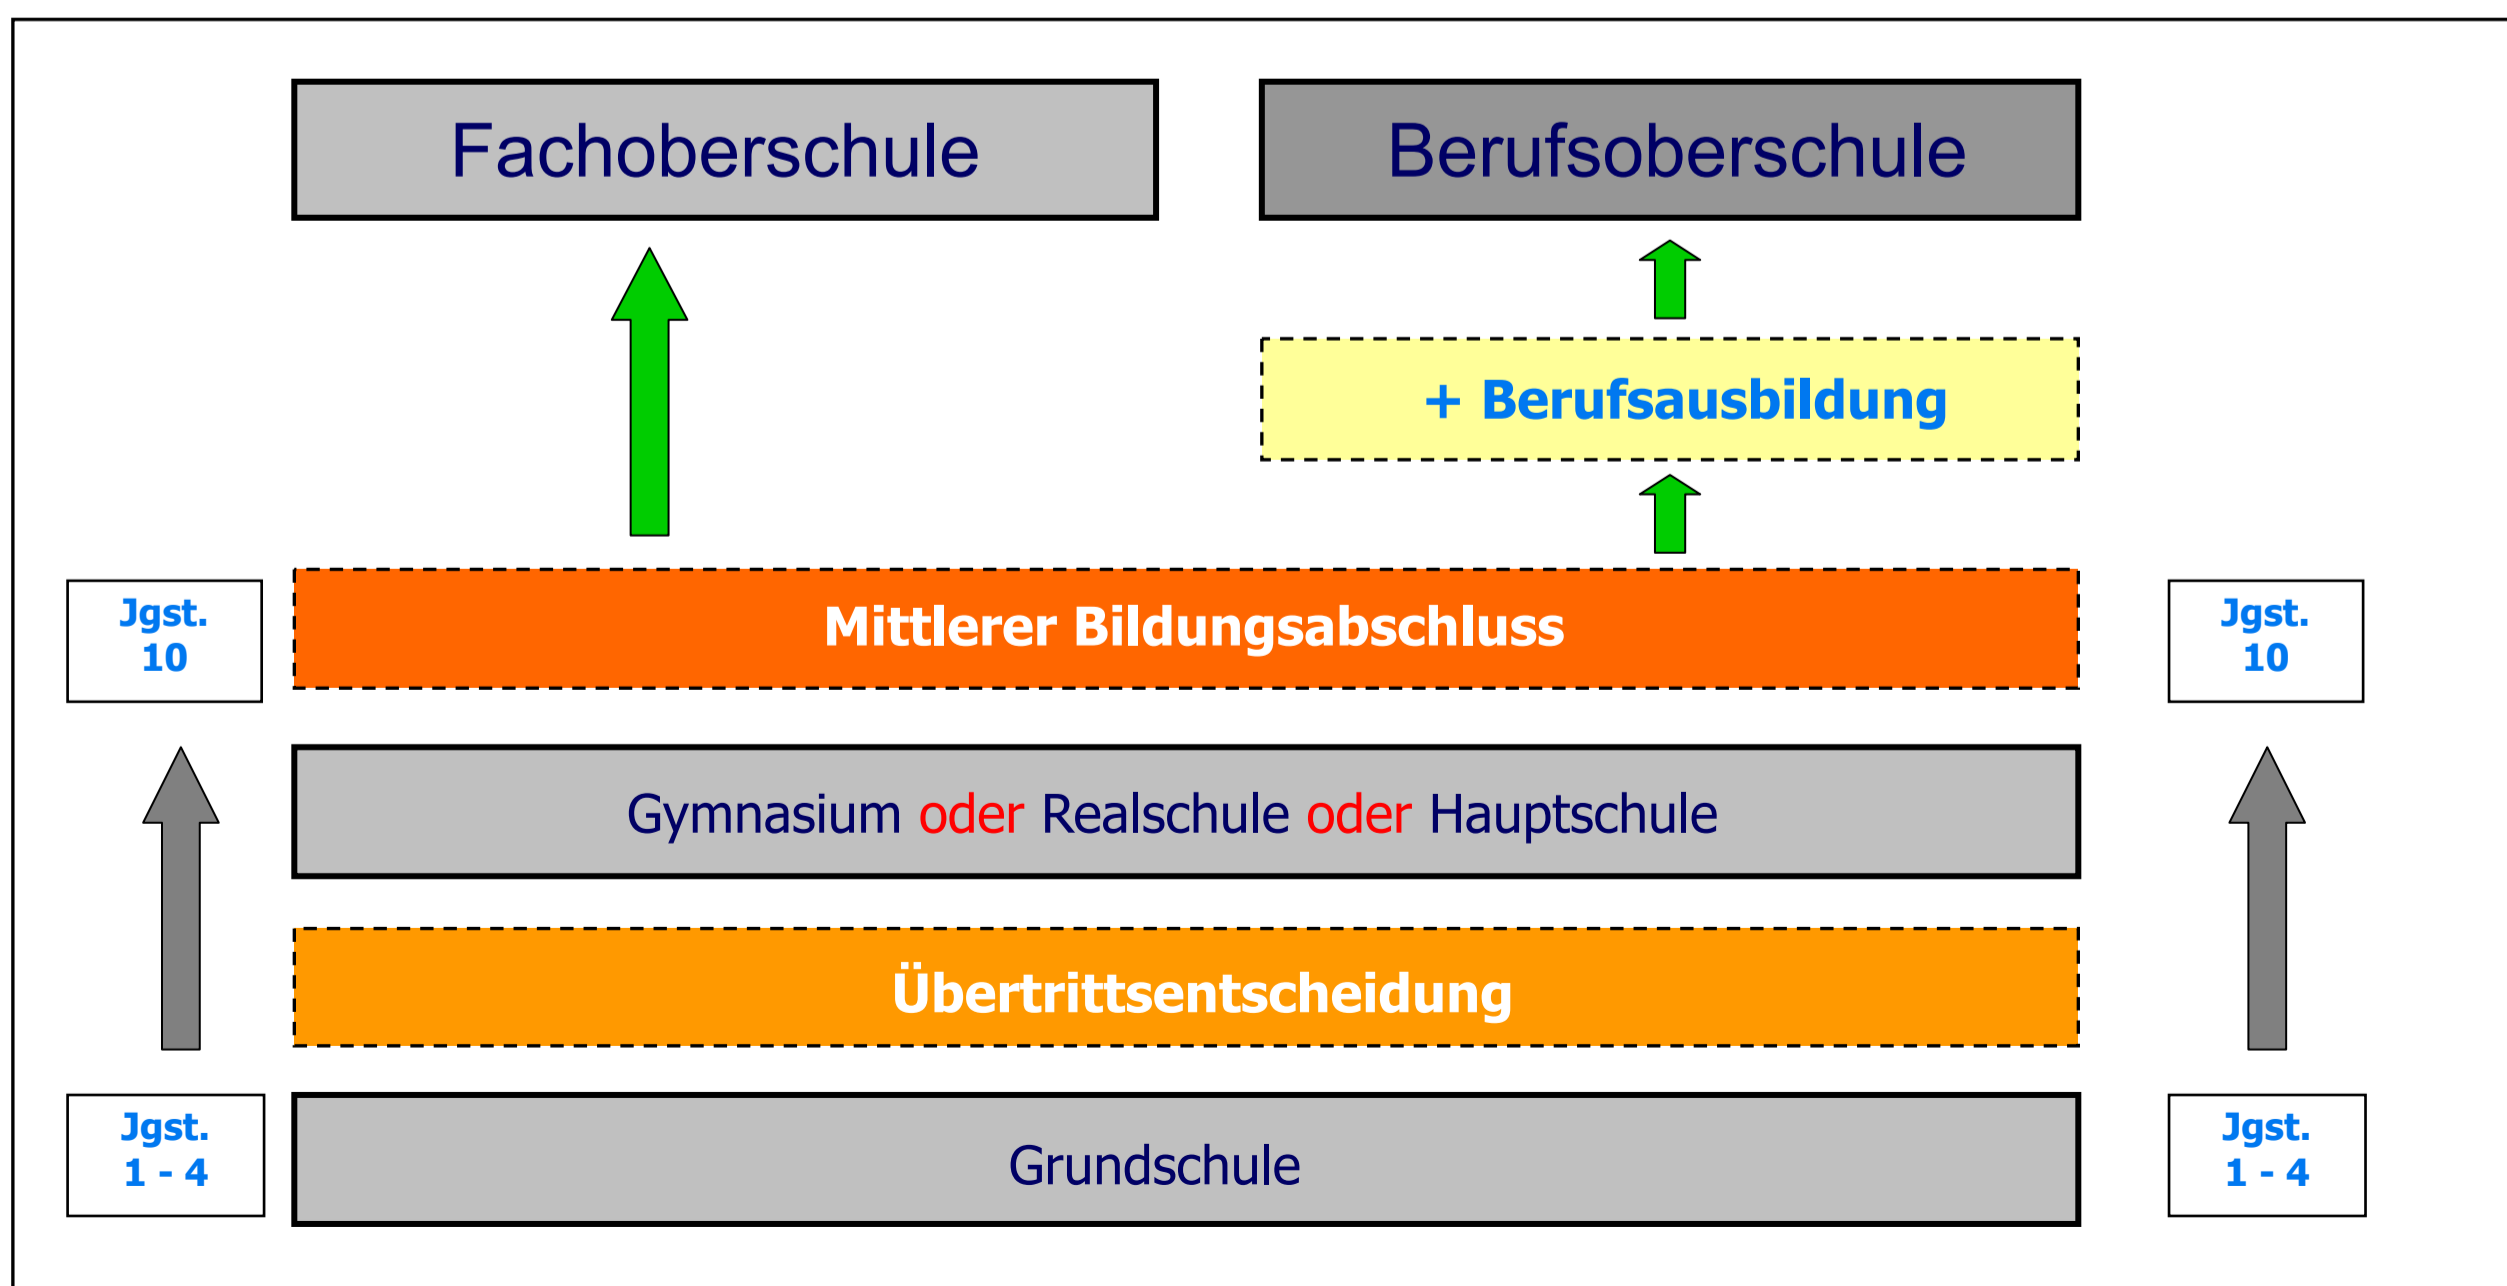 Fachoberschule
Berufsoberschule
+ Berufsausbildung
Jgst.
10
Mittlerer Bildungsabschluss
Jgst.
10
Gymnasium oder Realschule oder Hauptschule
Übertrittsentscheidung
Jgst.
1 - 4
Grundschule
Jgst.
1 - 4